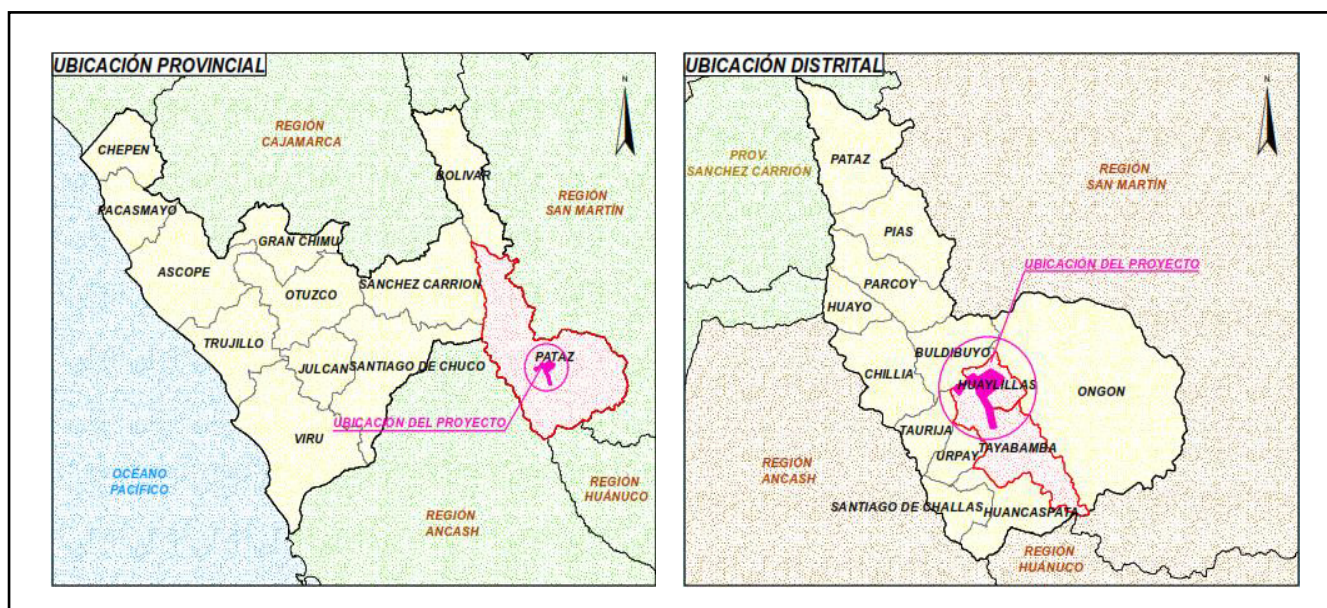 UBICACIÓN PROVINCIAL
N
REGIÓN
CAJAMARCA
CHEPEN
BOLIVAR
PACASMAYO
REGIÓN
SAN MARTÍN
GRAN CHIMU
ASCOPE
SANCHEZ CARRION
OTUZCO
TRUJILLO
PATAZ
JULCAN
SANTIAGO DE CHUCO
UBICACIÓN DEL PROYECTO
VIRU
OCEANO
PACÍFICO
REGIÓN
HUÁNUCO
REGIÓN
ANCASH
UBICACIÓN DISTRITAL
N
PATAZ
PROV.
SANCHEZ CARRIÓN
REGIÓN
SAN MARTÍN
PIAS
UBICACIÓN DEL PROYECTO
PARCOY
HUAYO
BULDIBUYO
CHILLIA
HUAYLILLAS
ONGON
TAURIJA
TAYABAMBA
URPAY
REGIÓN
ANCASH
SANTIAGO DE CHALLAS
HUANCASPATA
REGIÓN
HUÁNUCO